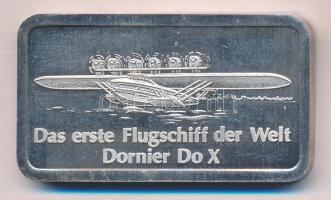 Das erste Flugschiff der Welt
Dornier Do X